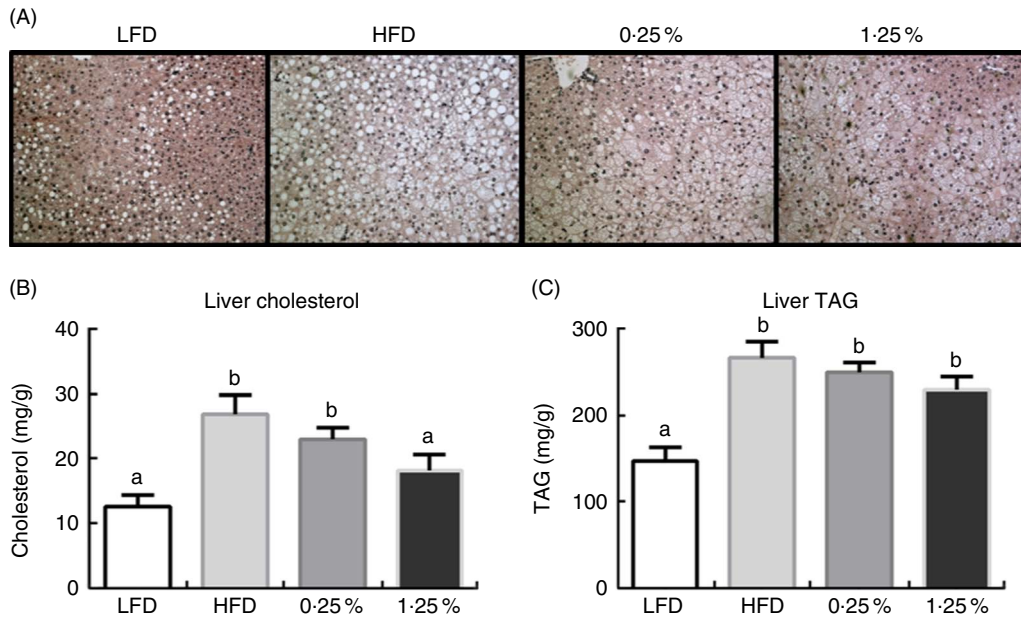 (A)
LFD HFD 0·25 % 1·25 %
(B)
Liver cholesterol
40
30
20
10
0
Cholesterol (mg/g)
a
b
b
a
LFD HFD 0·25 % 1·25 %
(C)
Liver TAG
300
200
100
0
TAG (mg/g)
a
b
b
b
LFD HFD 0·25 % 1·25 %